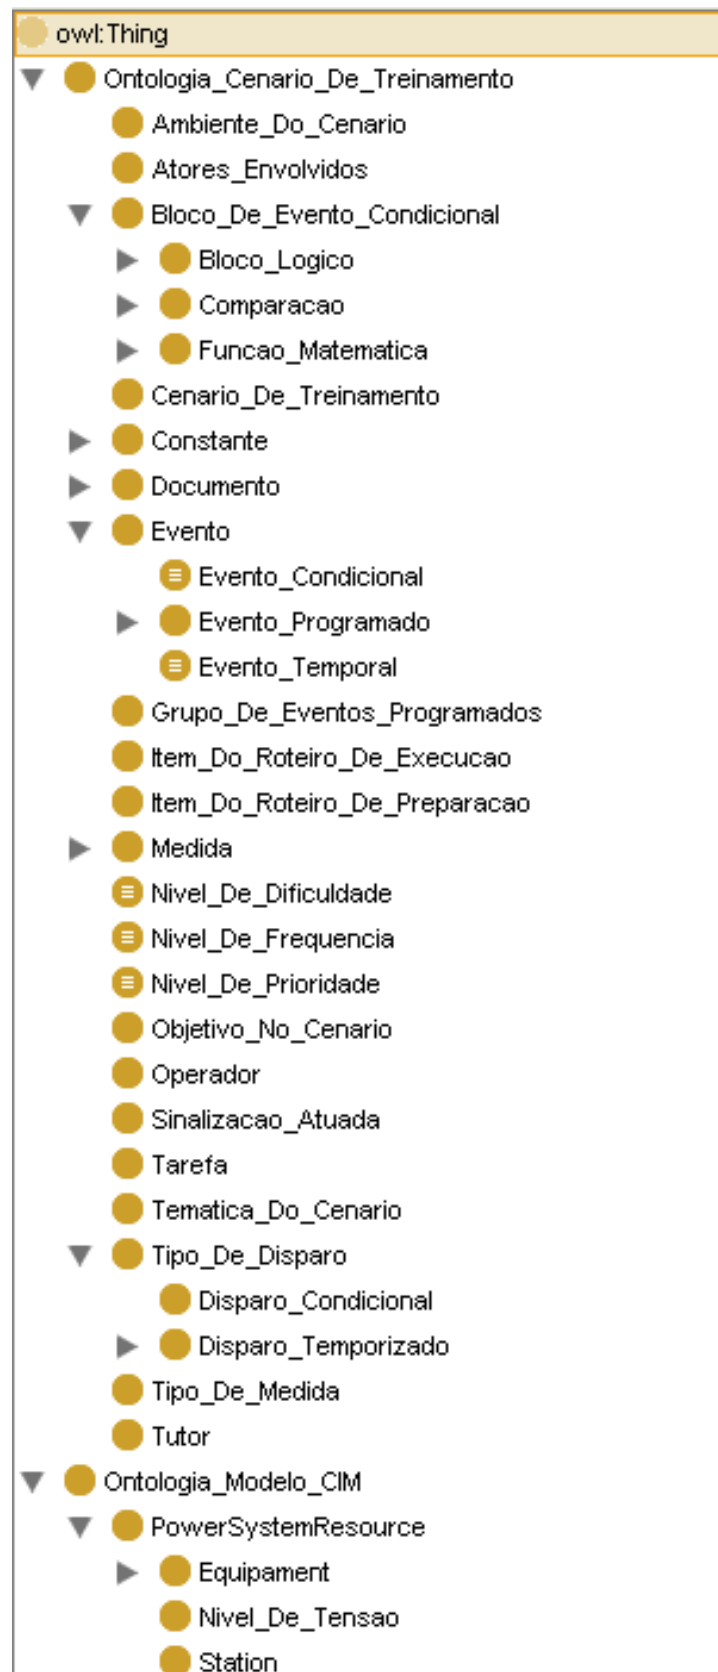 owl:Thing
Ontologia_Cenario_De_Treinamento
Ambiente_Do_Cenario
Atores_Envolvidos
Bloco_De_Evento_Condicional
Bloco_Logico
Comparacao
Funcao_Matematica
Cenario_De_Treinamento
Constante
Documento
Evento
Evento_Condicional
Evento_Programado
Evento_Temporal
Grupo_De_Eventos_Programados
Item_Do_Roteiro_De_Execucao
Item_Do_Roteiro_De_Preparacao
Medida
Nivel_De_Dificuldade
Nivel_De_Frequencia
Nivel_De_Prioridade
Objetivo_No_Cenario
Operador
Sinalizacao_Atuada
Tarefa
Tematica_Do_Cenario
Tipo_De_Disparo
Disparo_Condicional
Disparo_Temporizado
Tipo_De_Medida
Tutor
Ontologia_Modelo_CIM
PowerSystemResource
Equipament
Nivel_De_Tensao
Station